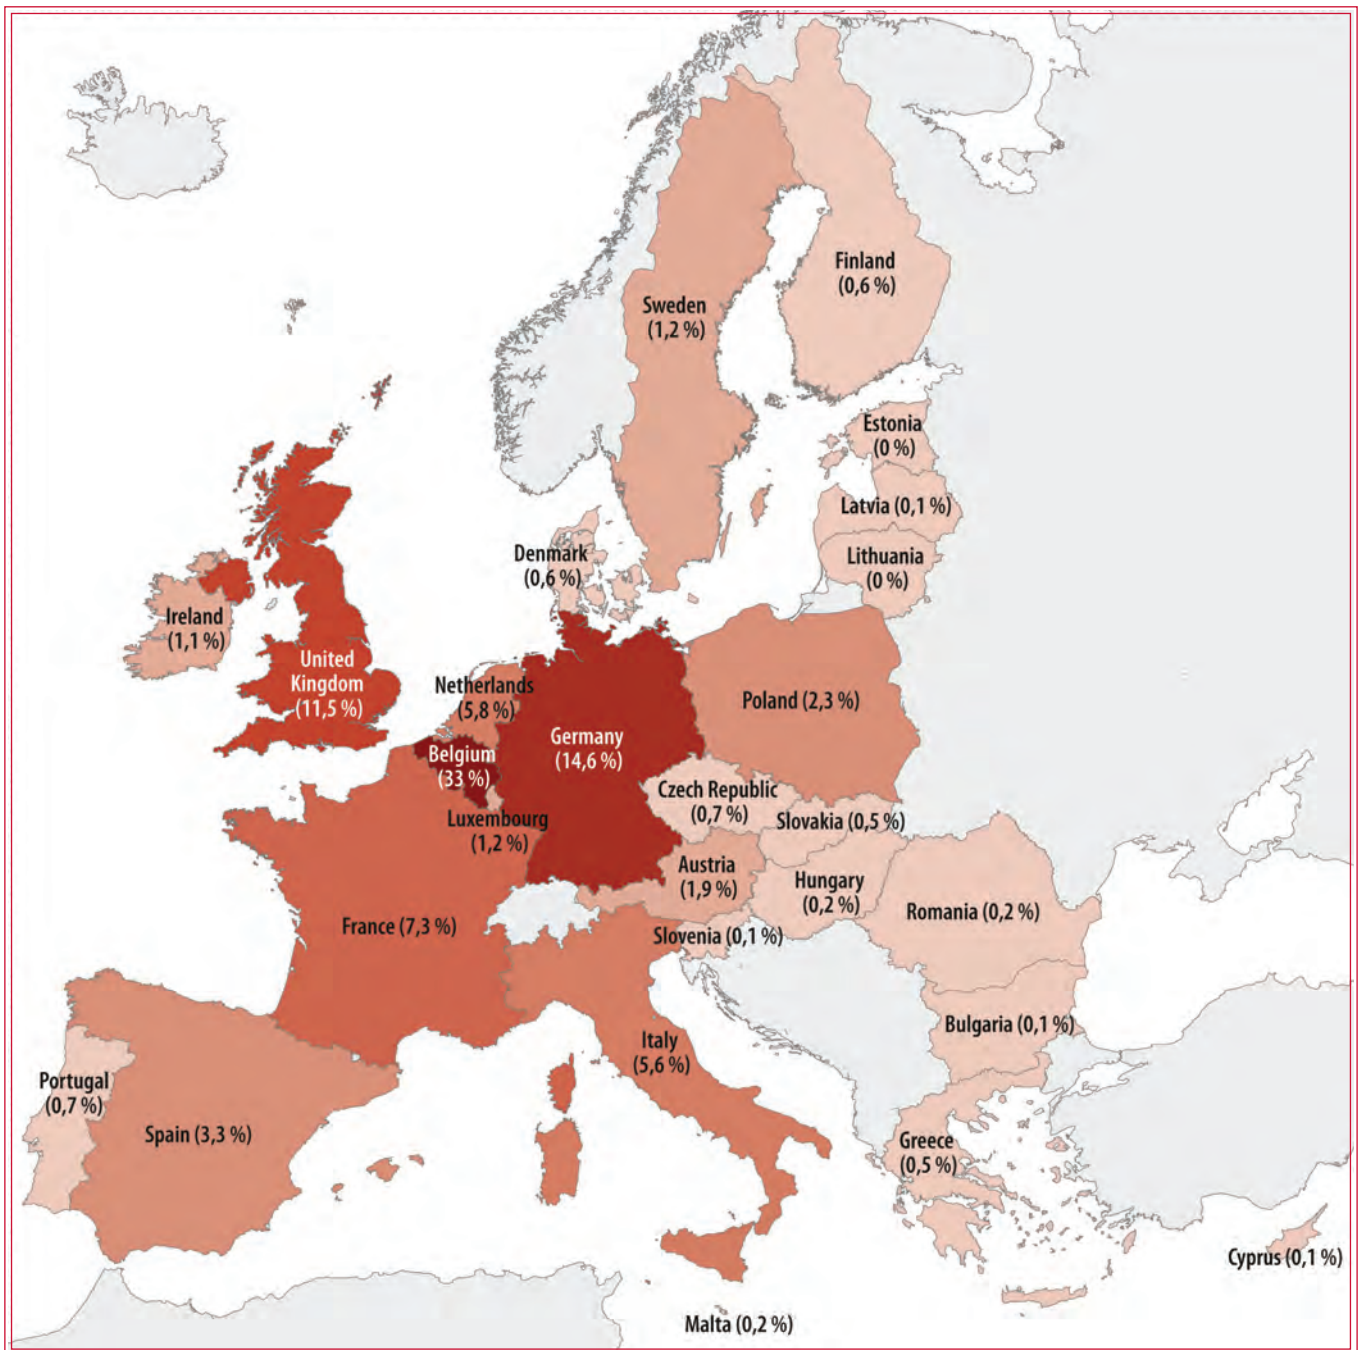 Finland
(0,6 %)
Sweden
(1,2 %)
Estonia
(0 %)
Latvia (0,1 %)
Lithuania
(0 %)
Denmark
(0,6 %)
Ireland
(1,1 %)
United
Kingdom
(11,5 %)
Netherlands
(5,8 %)
Poland (2,3 %)
Germany
(14,6 %)
Belgium
(33 %)
Czech Republic
(0,7 %)
Luxembourg
(1,2 %)
Slovakia (0,5 %)
Austria
(1,9 %)
Hungary
(0,2 %)
Romania (0,2 %)
France (7,3 %)
Slovenia (0,1 %)
Bulgaria (0,1 %)
Italy
(5,6 %)
Portugal
(0,7 %)
Spain (3,3 %)
Greece
(0,5 %)
Cyprus (0,1 %)
Malta (0,2 %)